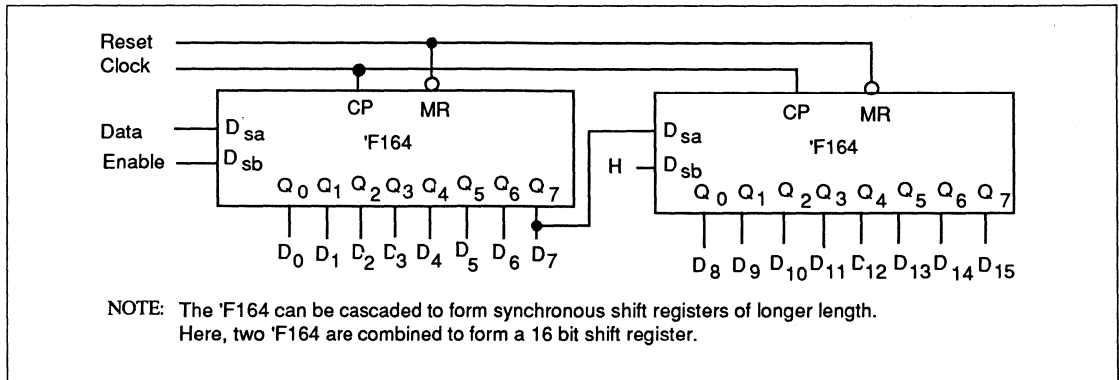 Reset
Clock
CP MR CP MR
Data D sa 'F164 D sa 'F164
Enable D sb H D sb
Q 0 Q 1 Q 2 Q 3 Q 4 Q 5 Q 6 Q 7 Q 0 Q 1 Q 2 Q 3 Q 4 Q 5 Q 6 Q 7
D 0 D 1 D 2 D 3 D 4 D 5 D 6 D 7 D 8 D 9 D 10 D 11 D 12 D 13 D 14 D 15
NOTE: The 'F164 can be cascaded to form synchronous shift registers of longer length.
Here, two 'F164 are combined to form a 16 bit shift register.